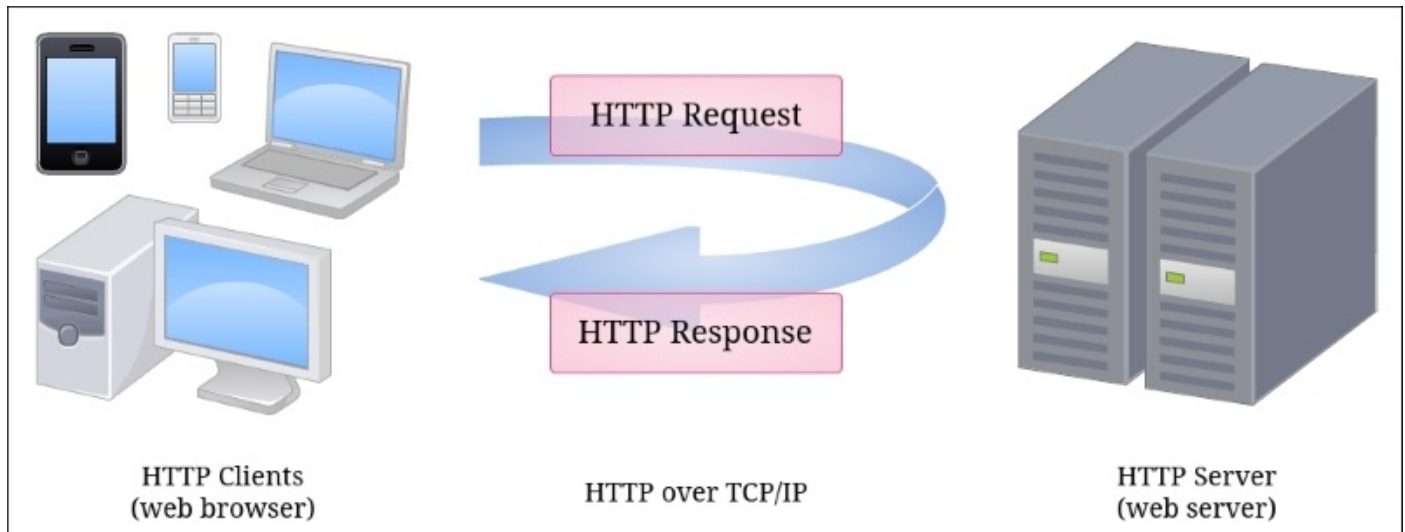 HTTP Request
HTTP Response
HTTP Clients
(web browser)
HTTP over TCP/IP
HTTP Server
(web server)